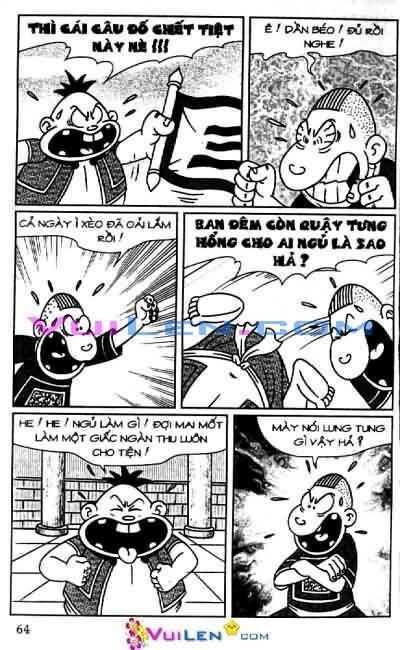 THÌ CÁI CÂU ĐỐ CHẾT TIỆT
NÀY NÈ !!!
Ê ! DẦN BÉO ! ĐỦ RỒI
NGHE !
CẢ NGÀY Ì XÈO ĐÃ OẢI LẮM
RỒI !
BAN ĐÊM CÒN QUẬY TƯNG
HỐNG CHO AI NGỦ LÀ SAO
HẢ ?
VUILEN.COM
HE ! HE ! NGỦ LÀM GÌ ! ĐỢI MAI MỐT
LÀM MỘT GIẤC NGÀN THU LUÔN
CHO TIỆN !
MÀY NÓI LUNG TUNG
GÌ VẬY HẢ ?
64
VUILEN.COM